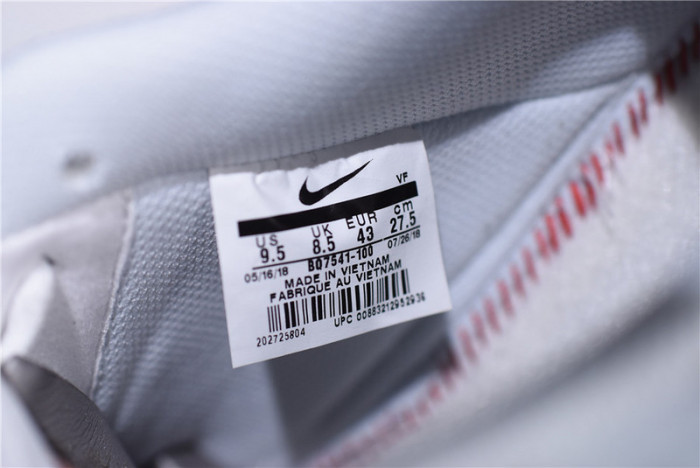 VF
US UK EUR cm
9.5 8.5 43 27.5
05/16/18 BQ7541-100 07/26/18
MADE IN VIETNAM
FABRIQUE AU VIETNAM
202725804 UPC 00883212952936